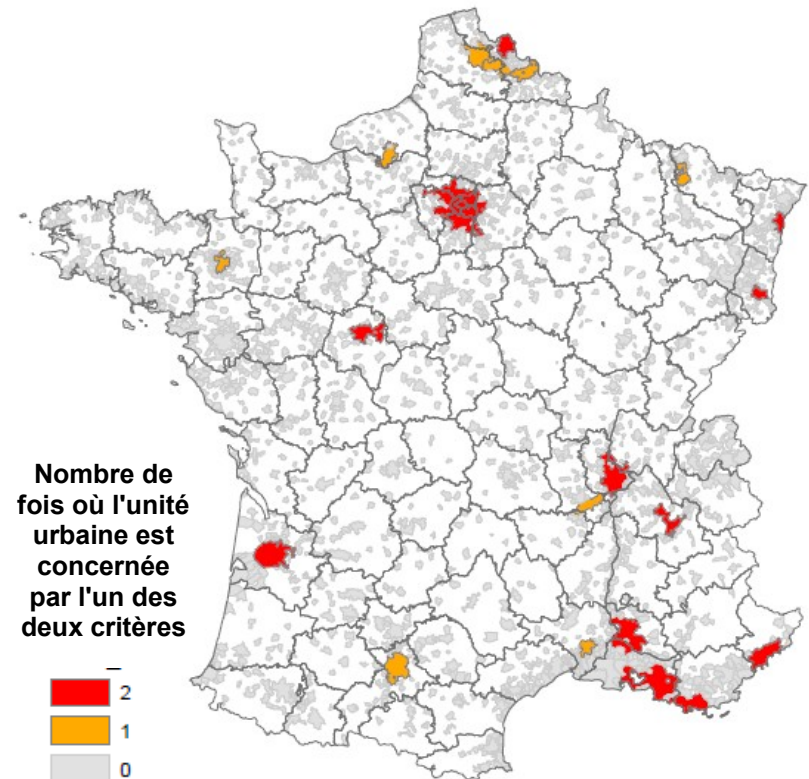 Nombre de
fois où l'unité
urbaine est
concernée
par l'un des
deux critères
2
1
0